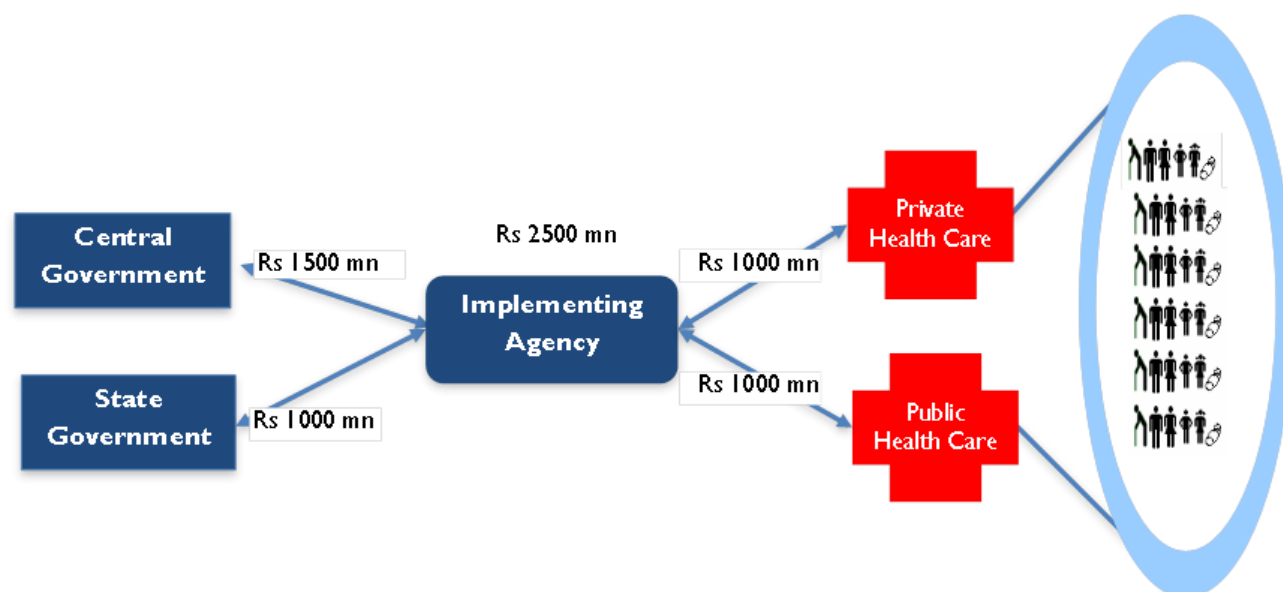 Central
Government
Rs 1500 mn
State
Government
Rs 1000 mn
Rs 2500 mn
Implementing
Agency
Rs 1000 mn
Private
Health Care
Rs 1000 mn
Public
Health Care